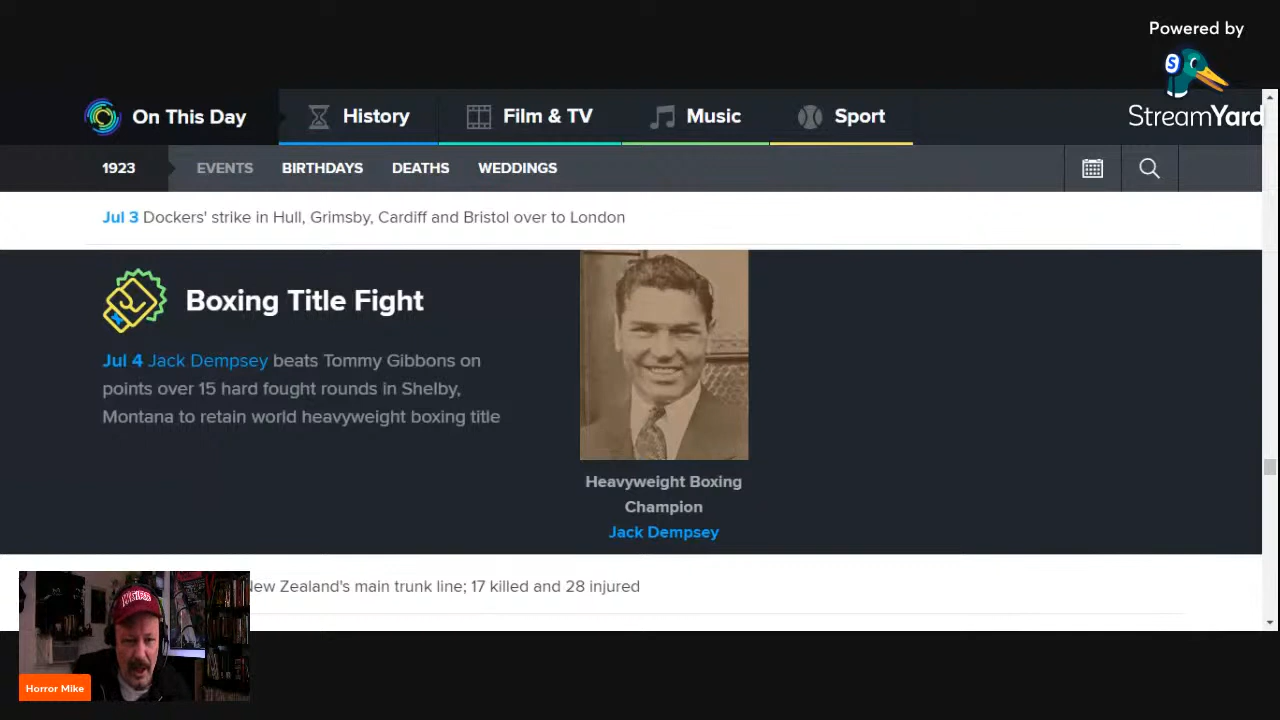 Powered by
StreamYard
On This Day
History
Film & TV
Music
Sport
1923
EVENTS
BIRTHDAYS
DEATHS
WEDDINGS
Jul 3 Dockers' strike in Hull, Grimsby, Cardiff and Bristol over to London
Boxing Title Fight
Jul 4 Jack Dempsey beats Tommy Gibbons on
points over 15 hard fought rounds in Shelby,
Montana to retain world heavyweight boxing title
Heavyweight Boxing
Champion
Jack Dempsey
New Zealand's main trunk line; 17 killed and 28 injured
Horror Mike